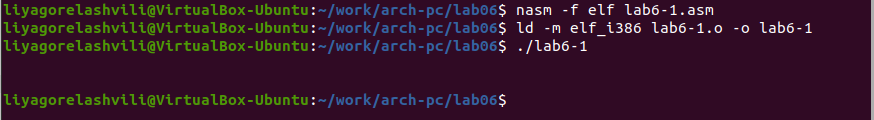 liyagorelashvili@VirtualBox-Ubuntu:~/work/arch-pc/lab06$ nasm -f elf lab6-1.asm
liyagorelashvili@VirtualBox-Ubuntu:~/work/arch-pc/lab06$ ld -m elf_i386 lab6-1.o -o lab6-1
liyagorelashvili@VirtualBox-Ubuntu:~/work/arch-pc/lab06$ ./lab6-1
liyagorelashvili@VirtualBox-Ubuntu:~/work/arch-pc/lab06$